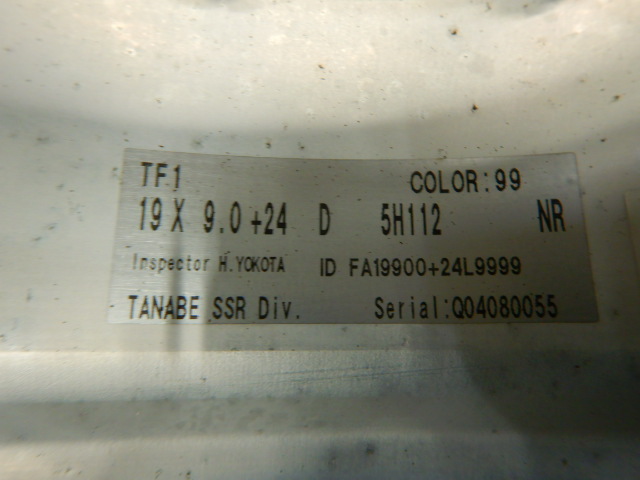 TF1 COLOR:99
19 X 9.0+24 D 5H112 NR
Inspector H.YOKOTA ID FA19900+24L9999
TANABE SSR Div. Serial:Q04080055